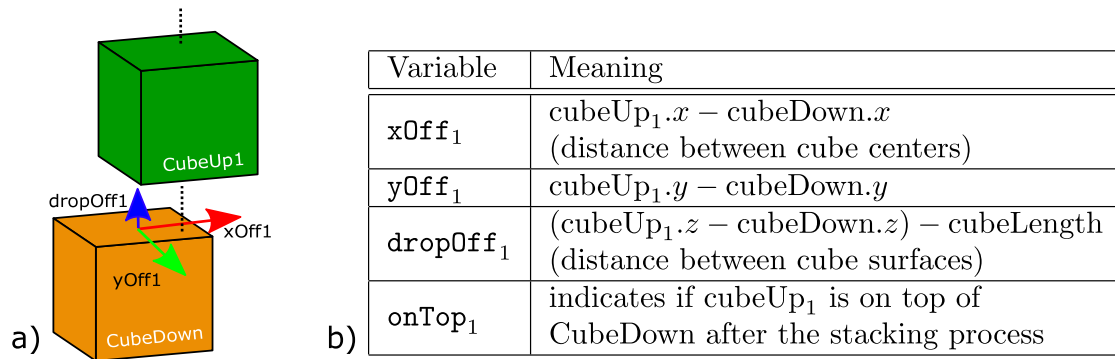 CubeUp1
dropOff1
xOff1
yOff1
CubeDown
a)
b)
Variable Meaning
xOff₁ cubeUp₁.x − cubeDown.x
(distance between cube centers)
yOff₁ cubeUp₁.y − cubeDown.y
dropOff₁ (cubeUp₁.z − cubeDown.z) − cubeLength
(distance between cube surfaces)
onTop₁ indicates if cubeUp₁ is on top of
CubeDown after the stacking process